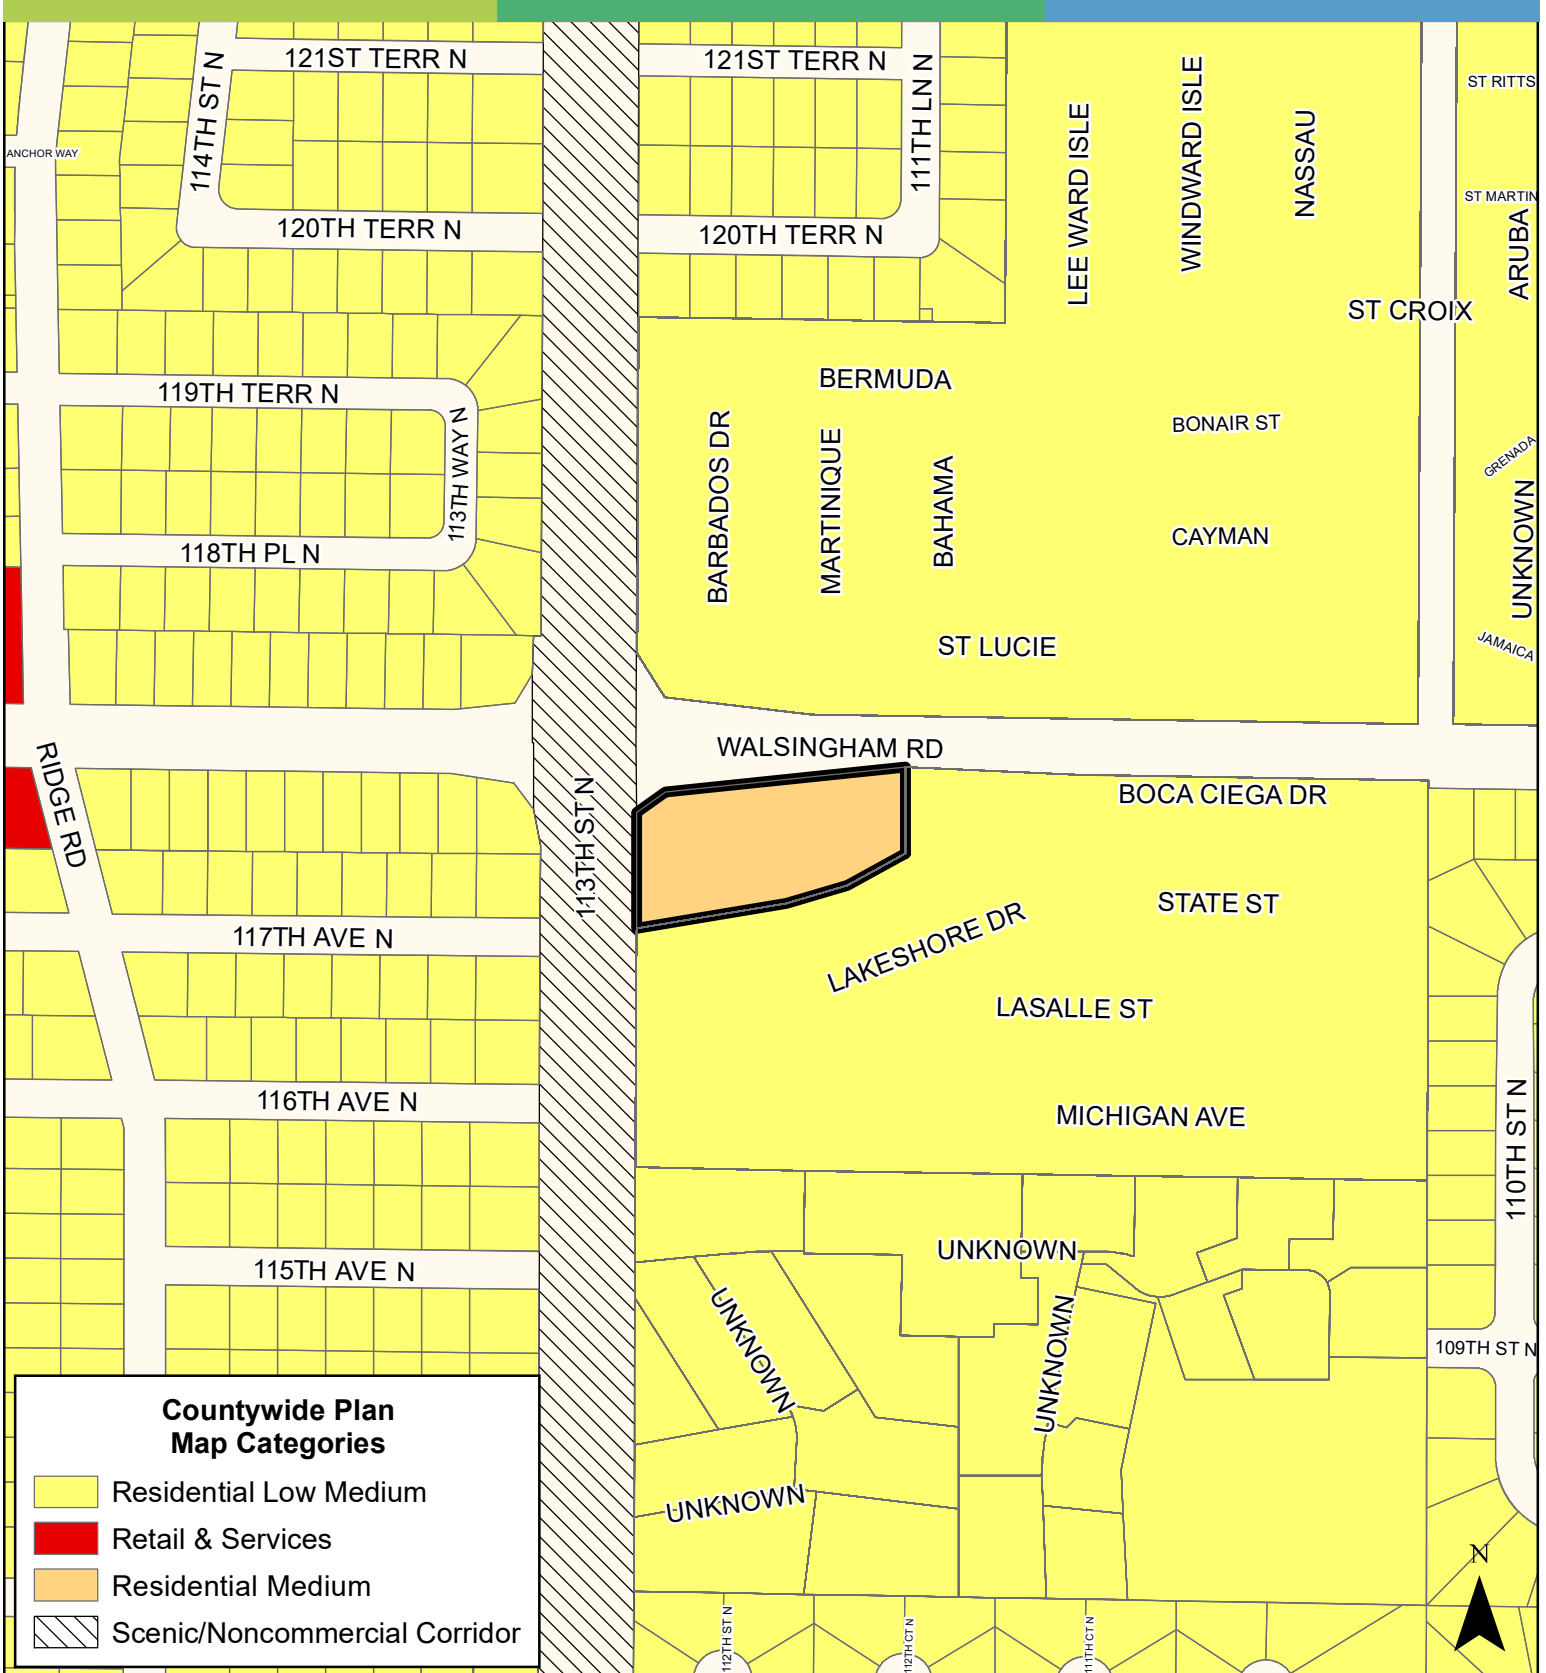 121ST TERR N
121ST TERR N
114TH ST N
111TH LN N
LEE WARD ISLE
WINDWARD ISLE
NASSAU
ST RITTS
ANCHOR WAY
ST MARTIN
ARUBA
120TH TERR N
120TH TERR N
ST CROIX
BERMUDA
119TH TERR N
113TH WAY N
BARBADOS DR
MARTINIQUE
BAHAMA
BONAIR ST
GRENADA
UNKNOWN
CAYMAN
118TH PL N
ST LUCIE
JAMAICA
WALSINGHAM RD
RIDGE RD
113TH ST N
BOCA CIEGA DR
STATE ST
117TH AVE N
LAKESHORE DR
LASALLE ST
116TH AVE N
MICHIGAN AVE
110TH ST N
UNKNOWN
115TH AVE N
UNKNOWN
UNKNOWN
109TH ST N
UNKNOWN
Countywide Plan
Map Categories
Residential Low Medium
Retail & Services
Residential Medium
Scenic/Noncommercial Corridor
N
112TH ST N
112TH CT N
111TH CT N